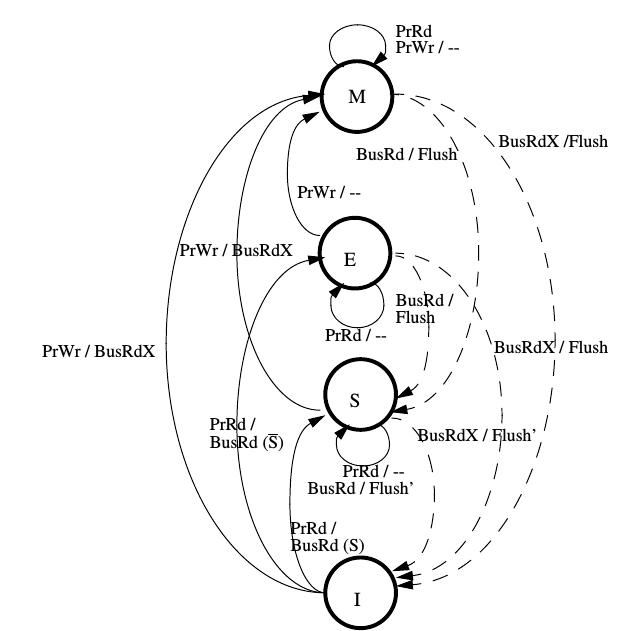 PrRd
PrWr / --
M
BusRdX /Flush
BusRd / Flush
PrWr / --
PrWr / BusRdX
E
BusRd /
Flush
PrRd / --
PrWr / BusRdX
BusRdX / Flush
S
PrRd /
BusRd (S̅)
BusRdX / Flush’
PrRd / --
BusRd / Flush’
PrRd /
BusRd (S)
I